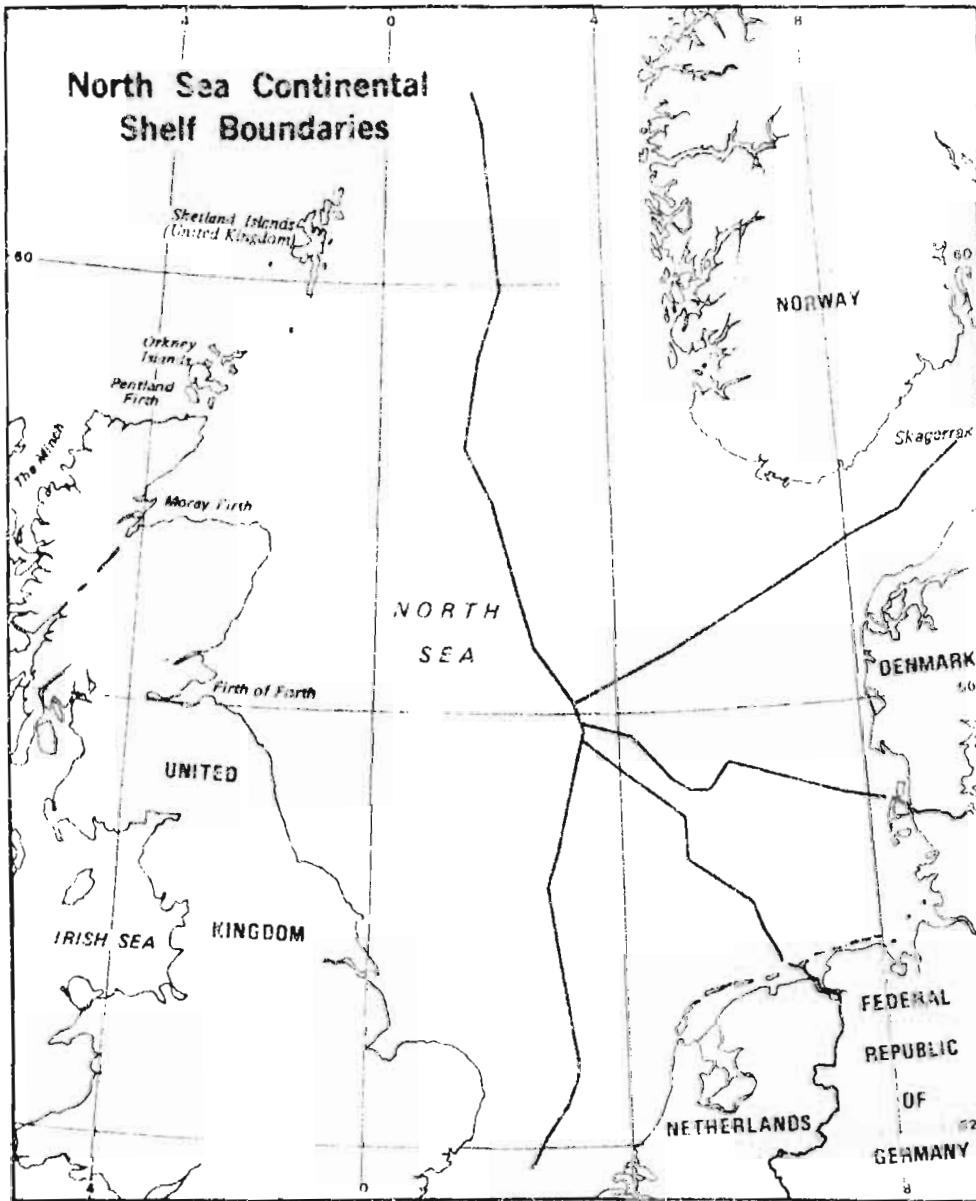 0
4
8
North Sea Continental
Shelf Boundaries
Shetland Islands
(United Kingdom)
60
60
NORWAY
Orkney
Islands
Pentland
Firth
The Minch
Skagerrak
Moray Firth
NORTH
SEA
DENMARK
Firth of Forth
UNITED
KINGDOM
IRISH SEA
FEDERAL
REPUBLIC
OF
GERMANY
NETHERLANDS
52
4
0
8